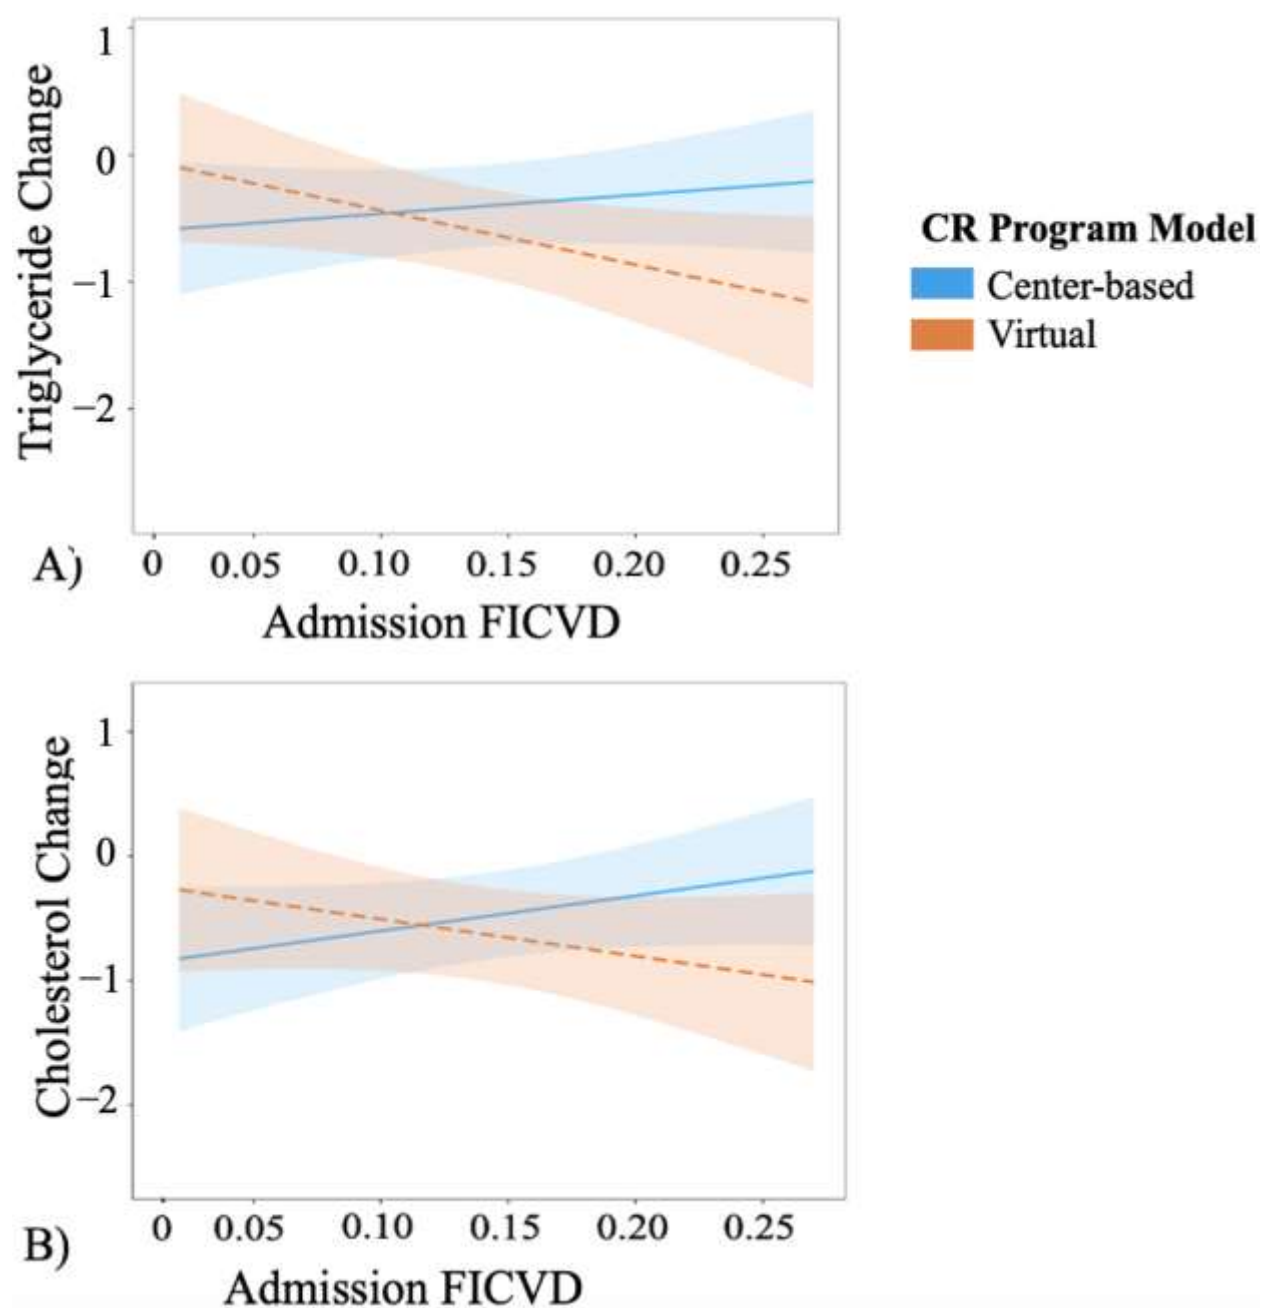 1
0
−1
−2
Triglyceride Change
0 0.05 0.10 0.15 0.20 0.25
A)
Admission FICVD
CR Program Model
Center-based
Virtual
1
0
−1
−2
Cholesterol Change
0 0.05 0.10 0.15 0.20 0.25
B)
Admission FICVD